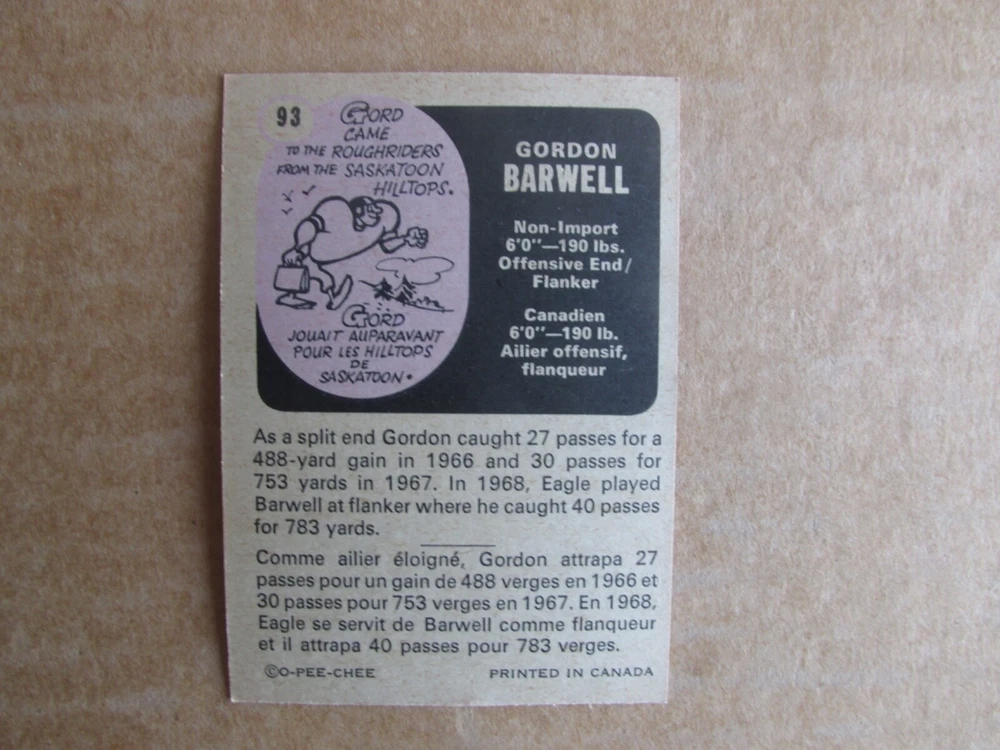 93
GORD
CAME
TO THE ROUGHRIDERS
FROM THE SASKATOON
HILLTOPS.
GORD
JOUAIT AUPARAVANT
POUR LES HILLTOPS
DE
SASKATOON.
GORDON
BARWELL
Non-Import
6'0"—190 lbs.
Offensive End/
Flanker
Canadien
6'0"—190 lb.
Ailier offensif,
flanqueur
As a split end Gordon caught 27 passes for a
488-yard gain in 1966 and 30 passes for
753 yards in 1967. In 1968, Eagle played
Barwell at flanker where he caught 40 passes
for 783 yards.
Comme ailier éloigné, Gordon attrapa 27
passes pour un gain de 488 verges en 1966 et
30 passes pour 753 verges en 1967. En 1968,
Eagle se servit de Barwell comme flanqueur
et il attrapa 40 passes pour 783 verges.
©O-PEE-CHEE PRINTED IN CANADA